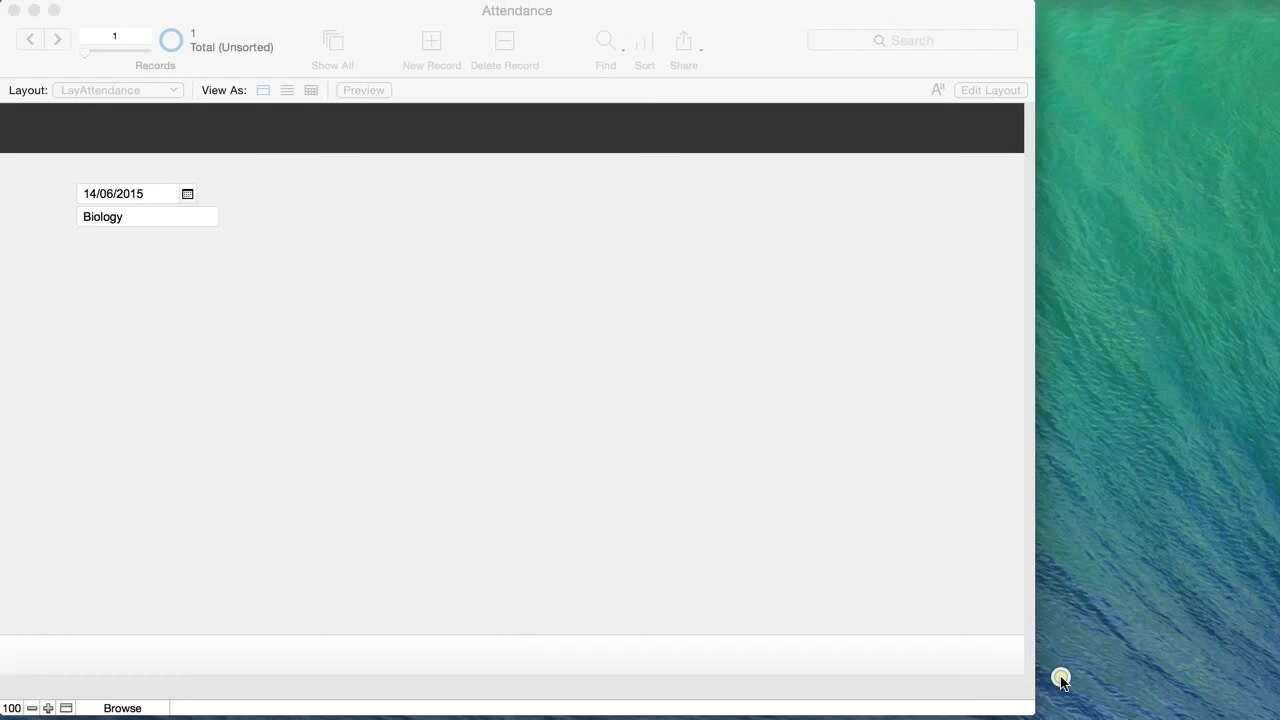 Attendance
1
1
Total (Unsorted)
Records
Show All
New Record
Delete Record
Find
Sort
Share
Search
Layout:
LayAttendance
View As:
Preview
Aa
Edit Layout
14/06/2015
Biology
100
Browse